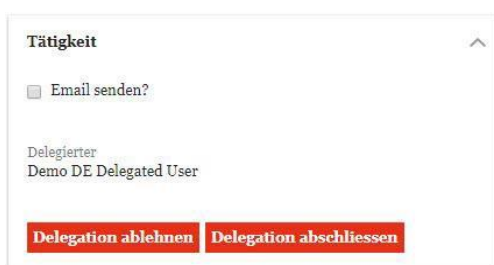 Tätigkeit
Email senden?
Delegierter
Demo DE Delegated User
Delegation ablehnen Delegation abschliessen